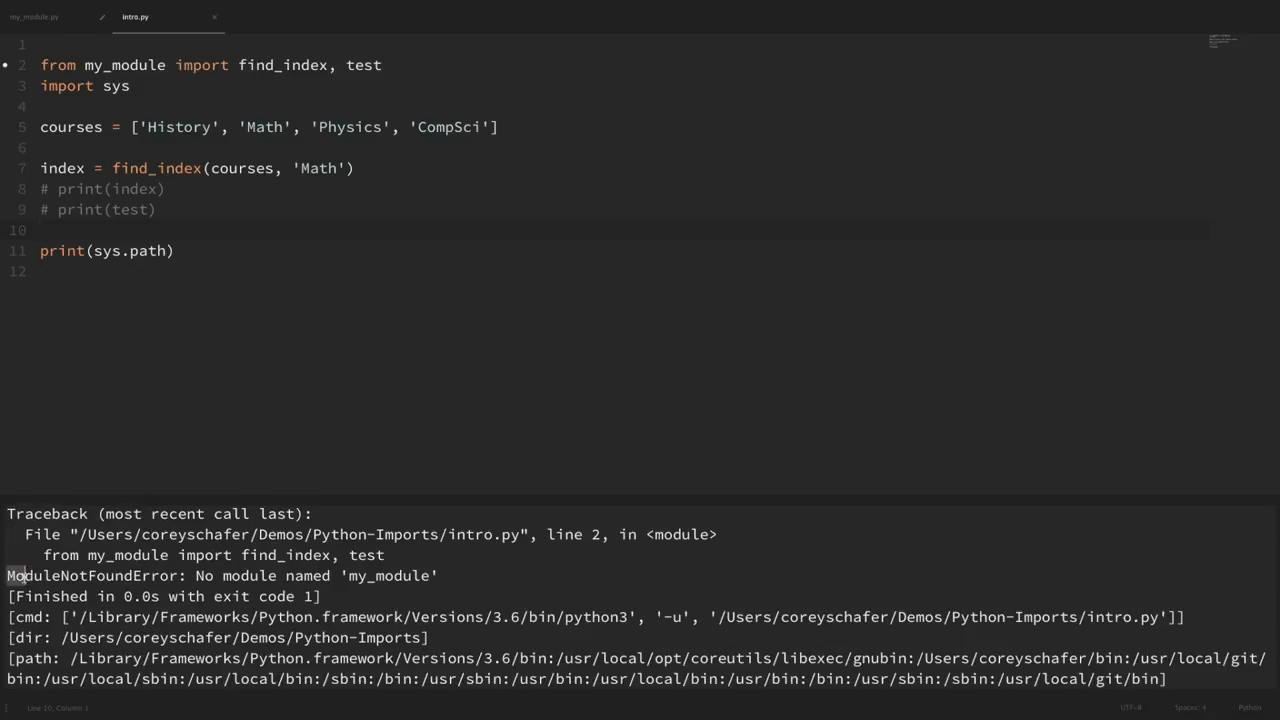 my_module.py intro.py
1
2 from my_module import find_index, test
3 import sys
4
5 courses = ['History', 'Math', 'Physics', 'CompSci']
6
7 index = find_index(courses, 'Math')
8 # print(index)
9 # print(test)
10
11 print(sys.path)
12
Traceback (most recent call last):
File "/Users/coreyschafer/Demos/Python-Imports/intro.py", line 2, in <module>
from my_module import find_index, test
ModuleNotFoundError: No module named 'my_module'
[Finished in 0.0s with exit code 1]
[cmd: ['/Library/Frameworks/Python.framework/Versions/3.6/bin/python3', '-u', '/Users/coreyschafer/Demos/Python-Imports/intro.py']]
[dir: /Users/coreyschafer/Demos/Python-Imports]
[path: /Library/Frameworks/Python.framework/Versions/3.6/bin:/usr/local/opt/coreutils/libexec/gnubin:/Users/coreyschafer/bin:/usr/local/git/
bin:/usr/local/sbin:/usr/local/bin:/sbin:/bin:/usr/sbin:/usr/bin:/usr/local/bin:/usr/bin:/bin:/usr/sbin:/sbin:/usr/local/git/bin]
Line 10, Column 1 UTF-8 Spaces: 4 Python